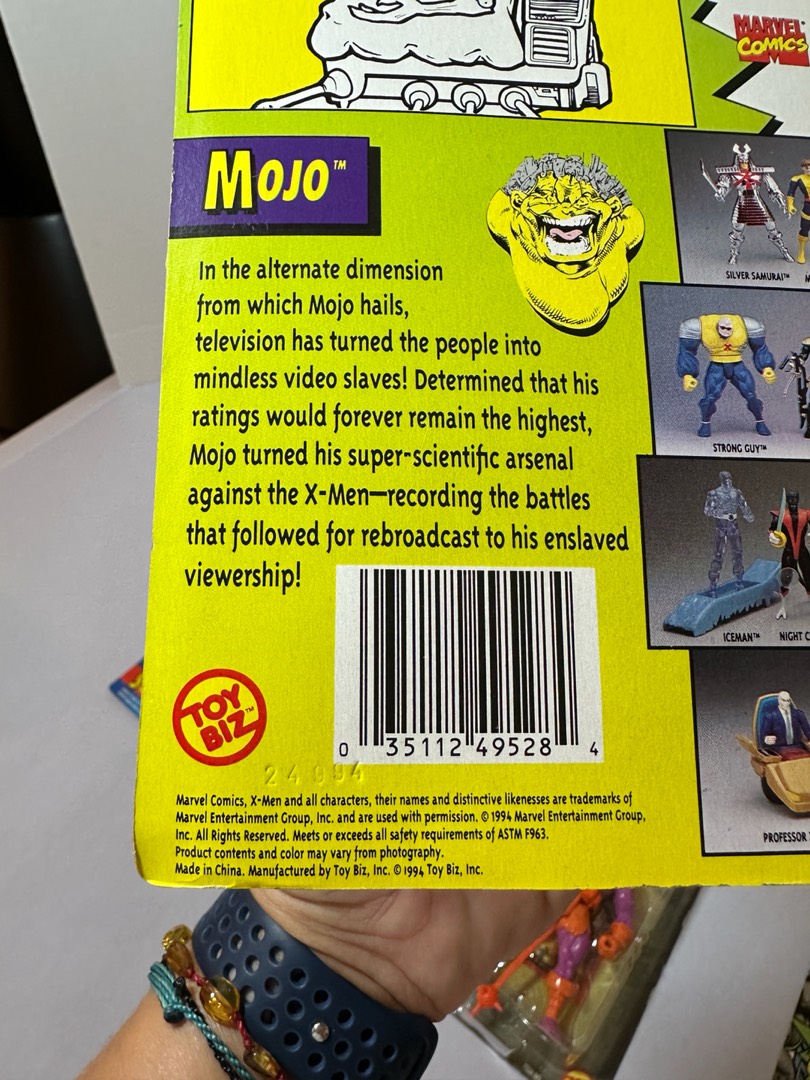 MARVEL
COMICS
MOJO™
In the alternate dimension
from which Mojo hails,
television has turned the people into
mindless video slaves! Determined that his
ratings would forever remain the highest,
Mojo turned his super-scientific arsenal
against the X-Men—recording the battles
that followed for rebroadcast to his enslaved
viewership!
SILVER SAMURAI™
STRONG GUY™
ICEMAN™ NIGHT C
PROFESSOR
TOY
BIZ™
0 35112 49528 4
Marvel Comics, X-Men and all characters, their names and distinctive likenesses are trademarks of
Marvel Entertainment Group, Inc. and are used with permission. © 1994 Marvel Entertainment Group,
Inc. All Rights Reserved. Meets or exceeds all safety requirements of ASTM F963.
Product contents and color may vary from photography.
Made in China. Manufactured by Toy Biz, Inc. © 1994 Toy Biz, Inc.